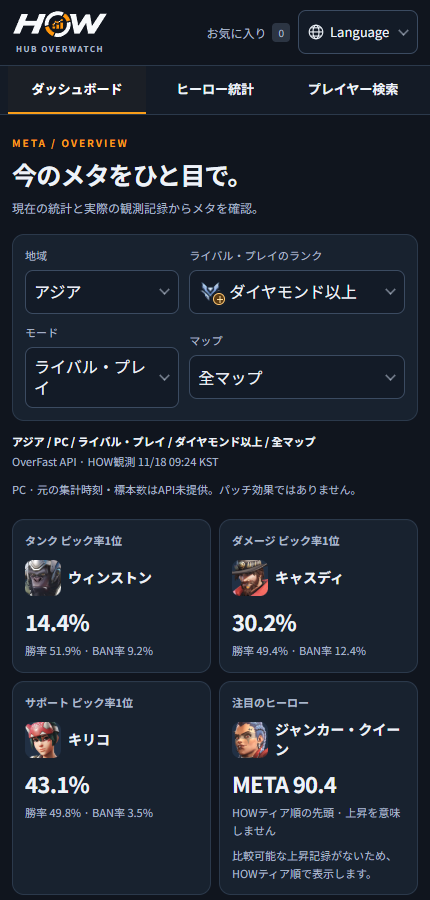 HOW
HUB OVERWATCH
お気に入り 0
Language
ダッシュボード
ヒーロー統計
プレイヤー検索
META / OVERVIEW
今のメタをひと目で。
現在の統計と実際の観測記録からメタを確認。
地域
アジア
ライバル・プレイのランク
ダイヤモンド以上
モード
ライバル・プレ
イ
マップ
全マップ
アジア / PC / ライバル・プレイ / ダイヤモンド以上 / 全マップ
OverFast API · HOW観測 11/18 09:24 KST
PC · 元の集計時刻・標本数はAPI未提供。パッチ効果ではありません。
タンク ピック率1位
ウィンストン
14.4%
勝率 51.9% · BAN率 9.2%
ダメージ ピック率1位
キャスディ
30.2%
勝率 49.4% · BAN率 12.4%
サポート ピック率1位
キリコ
43.1%
勝率 49.8% · BAN率 3.5%
注目のヒーロー
ジャンカー・クイー
ン
META 90.4
HOWティア順の先頭 · 上昇を意味
しません
比較可能な上昇記録がないため、
HOWティア順で表示します。